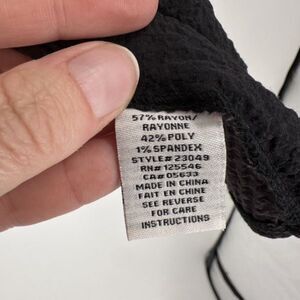 57% RAYON/
RAYONNE
42% POLY
1% SPANDEX
STYLE# 23049
RN# 125546
CA# 05633
MADE IN CHINA
FAIT EN CHINE
SEE REVERSE
FOR CARE
INSTRUCTIONS